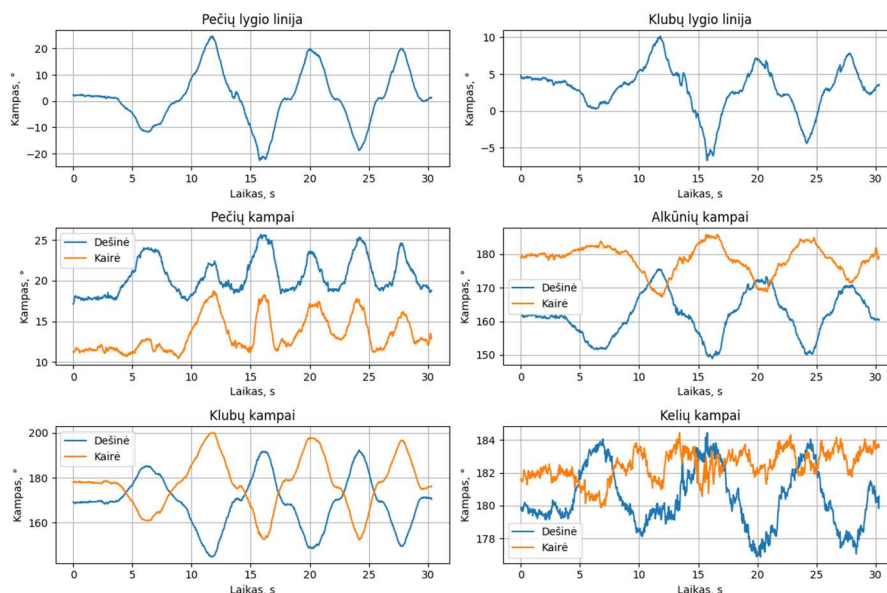 Pečių lygio linija
Kampas, °
20
10
0
−10
−20
0 5 10 15 20 25 30
Laikas, s
Klubų lygio linija
Kampas, °
10
5
0
−5
0 5 10 15 20 25 30
Laikas, s
Pečių kampai
Dešinė
Kairė
Kampas, °
25
20
15
10
0 5 10 15 20 25 30
Laikas, s
Alkūnių kampai
Dešinė
Kairė
Kampas, °
180
170
160
150
0 5 10 15 20 25 30
Laikas, s
Klubų kampai
Dešinė
Kairė
Kampas, °
200
180
160
0 5 10 15 20 25 30
Laikas, s
Kelių kampai
Dešinė
Kairė
Kampas, °
184
182
180
178
0 5 10 15 20 25 30
Laikas, s